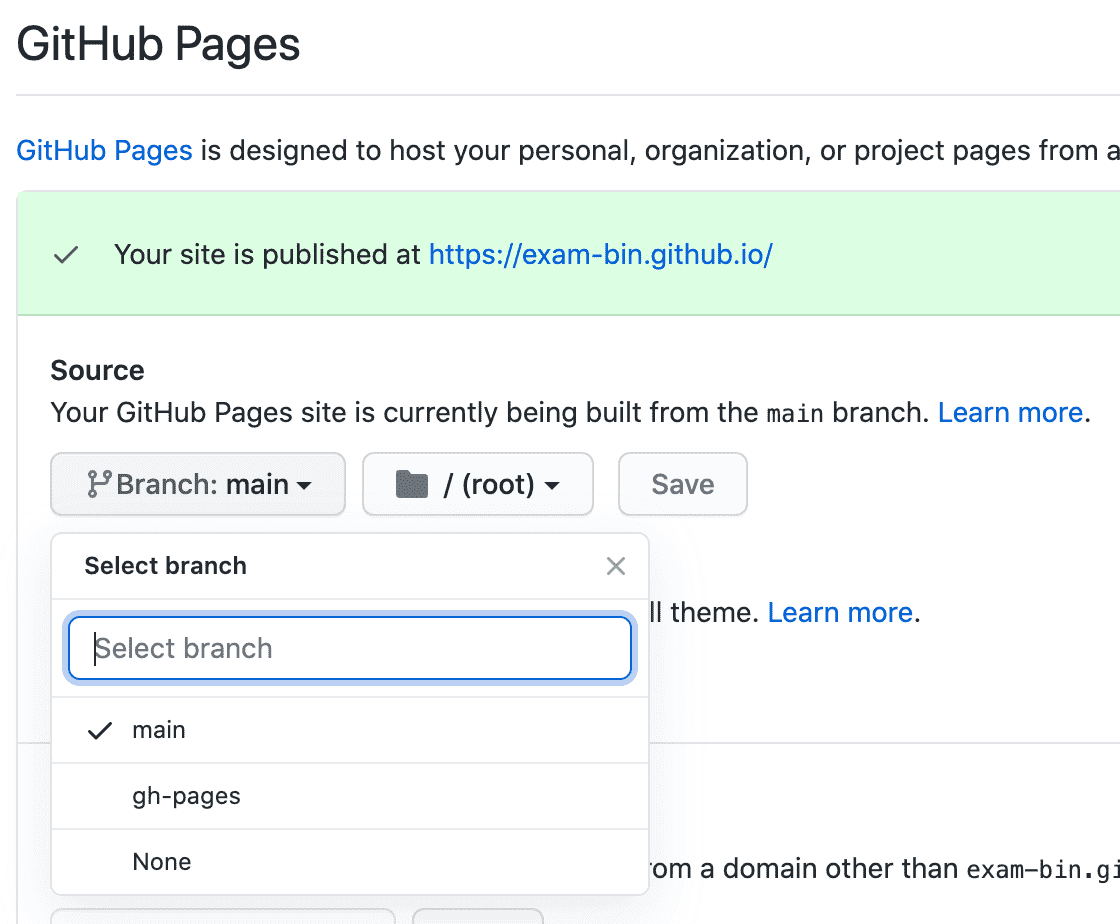 GitHub Pages
GitHub Pages is designed to host your personal, organization, or project pages from a
Your site is published at https://exam-bin.github.io/
Source
Your GitHub Pages site is currently being built from the main branch. Learn more.
Branch: main
/ (root)
Save
Select branch
ll theme. Learn more.
Select branch
main
gh-pages
None
om a domain other than exam-bin.gi